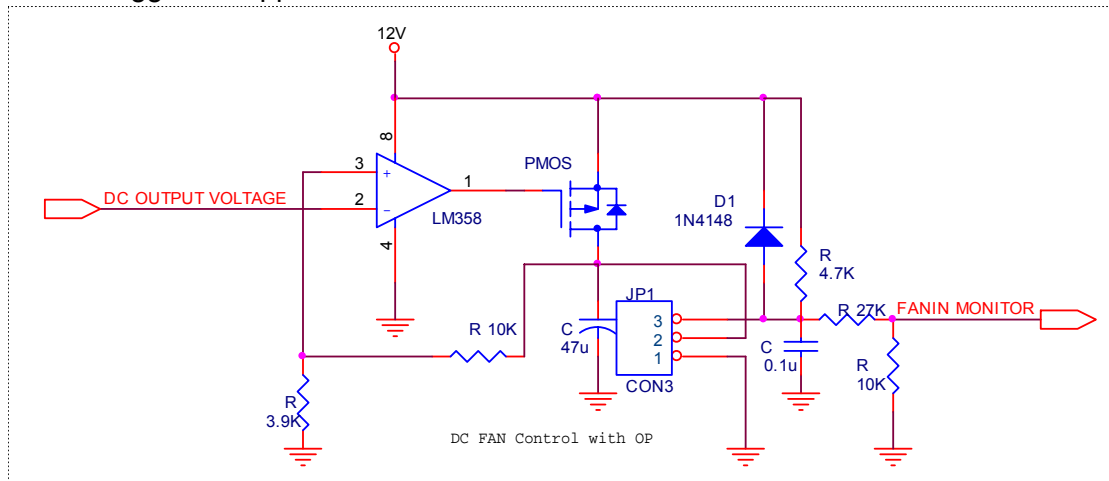 12V
8
3
+
PMOS
DC OUTPUT VOLTAGE
2
1
-
D1
1N4148
LM358
4
R
4.7K
JP1
R 27K
FANIN MONITOR
3
R 10K
C
47u
2
1
C
0.1u
R
10K
CON3
R
3.9K
DC FAN Control with OP